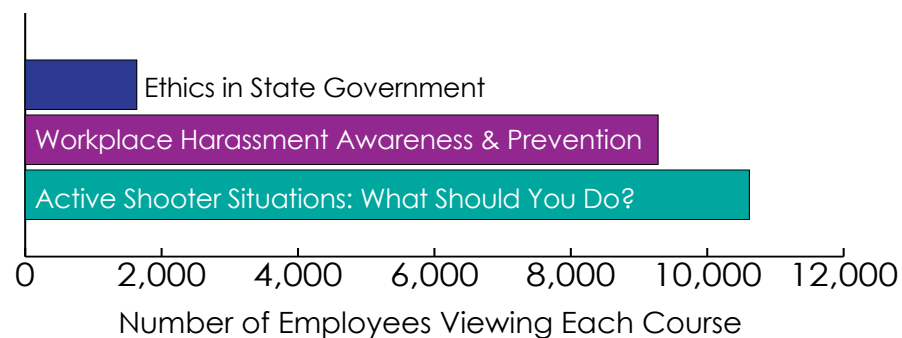 Ethics in State Government
Workplace Harassment Awareness & Prevention
Active Shooter Situations: What Should You Do?
0 2,000 4,000 6,000 8,000 10,000 12,000
Number of Employees Viewing Each Course